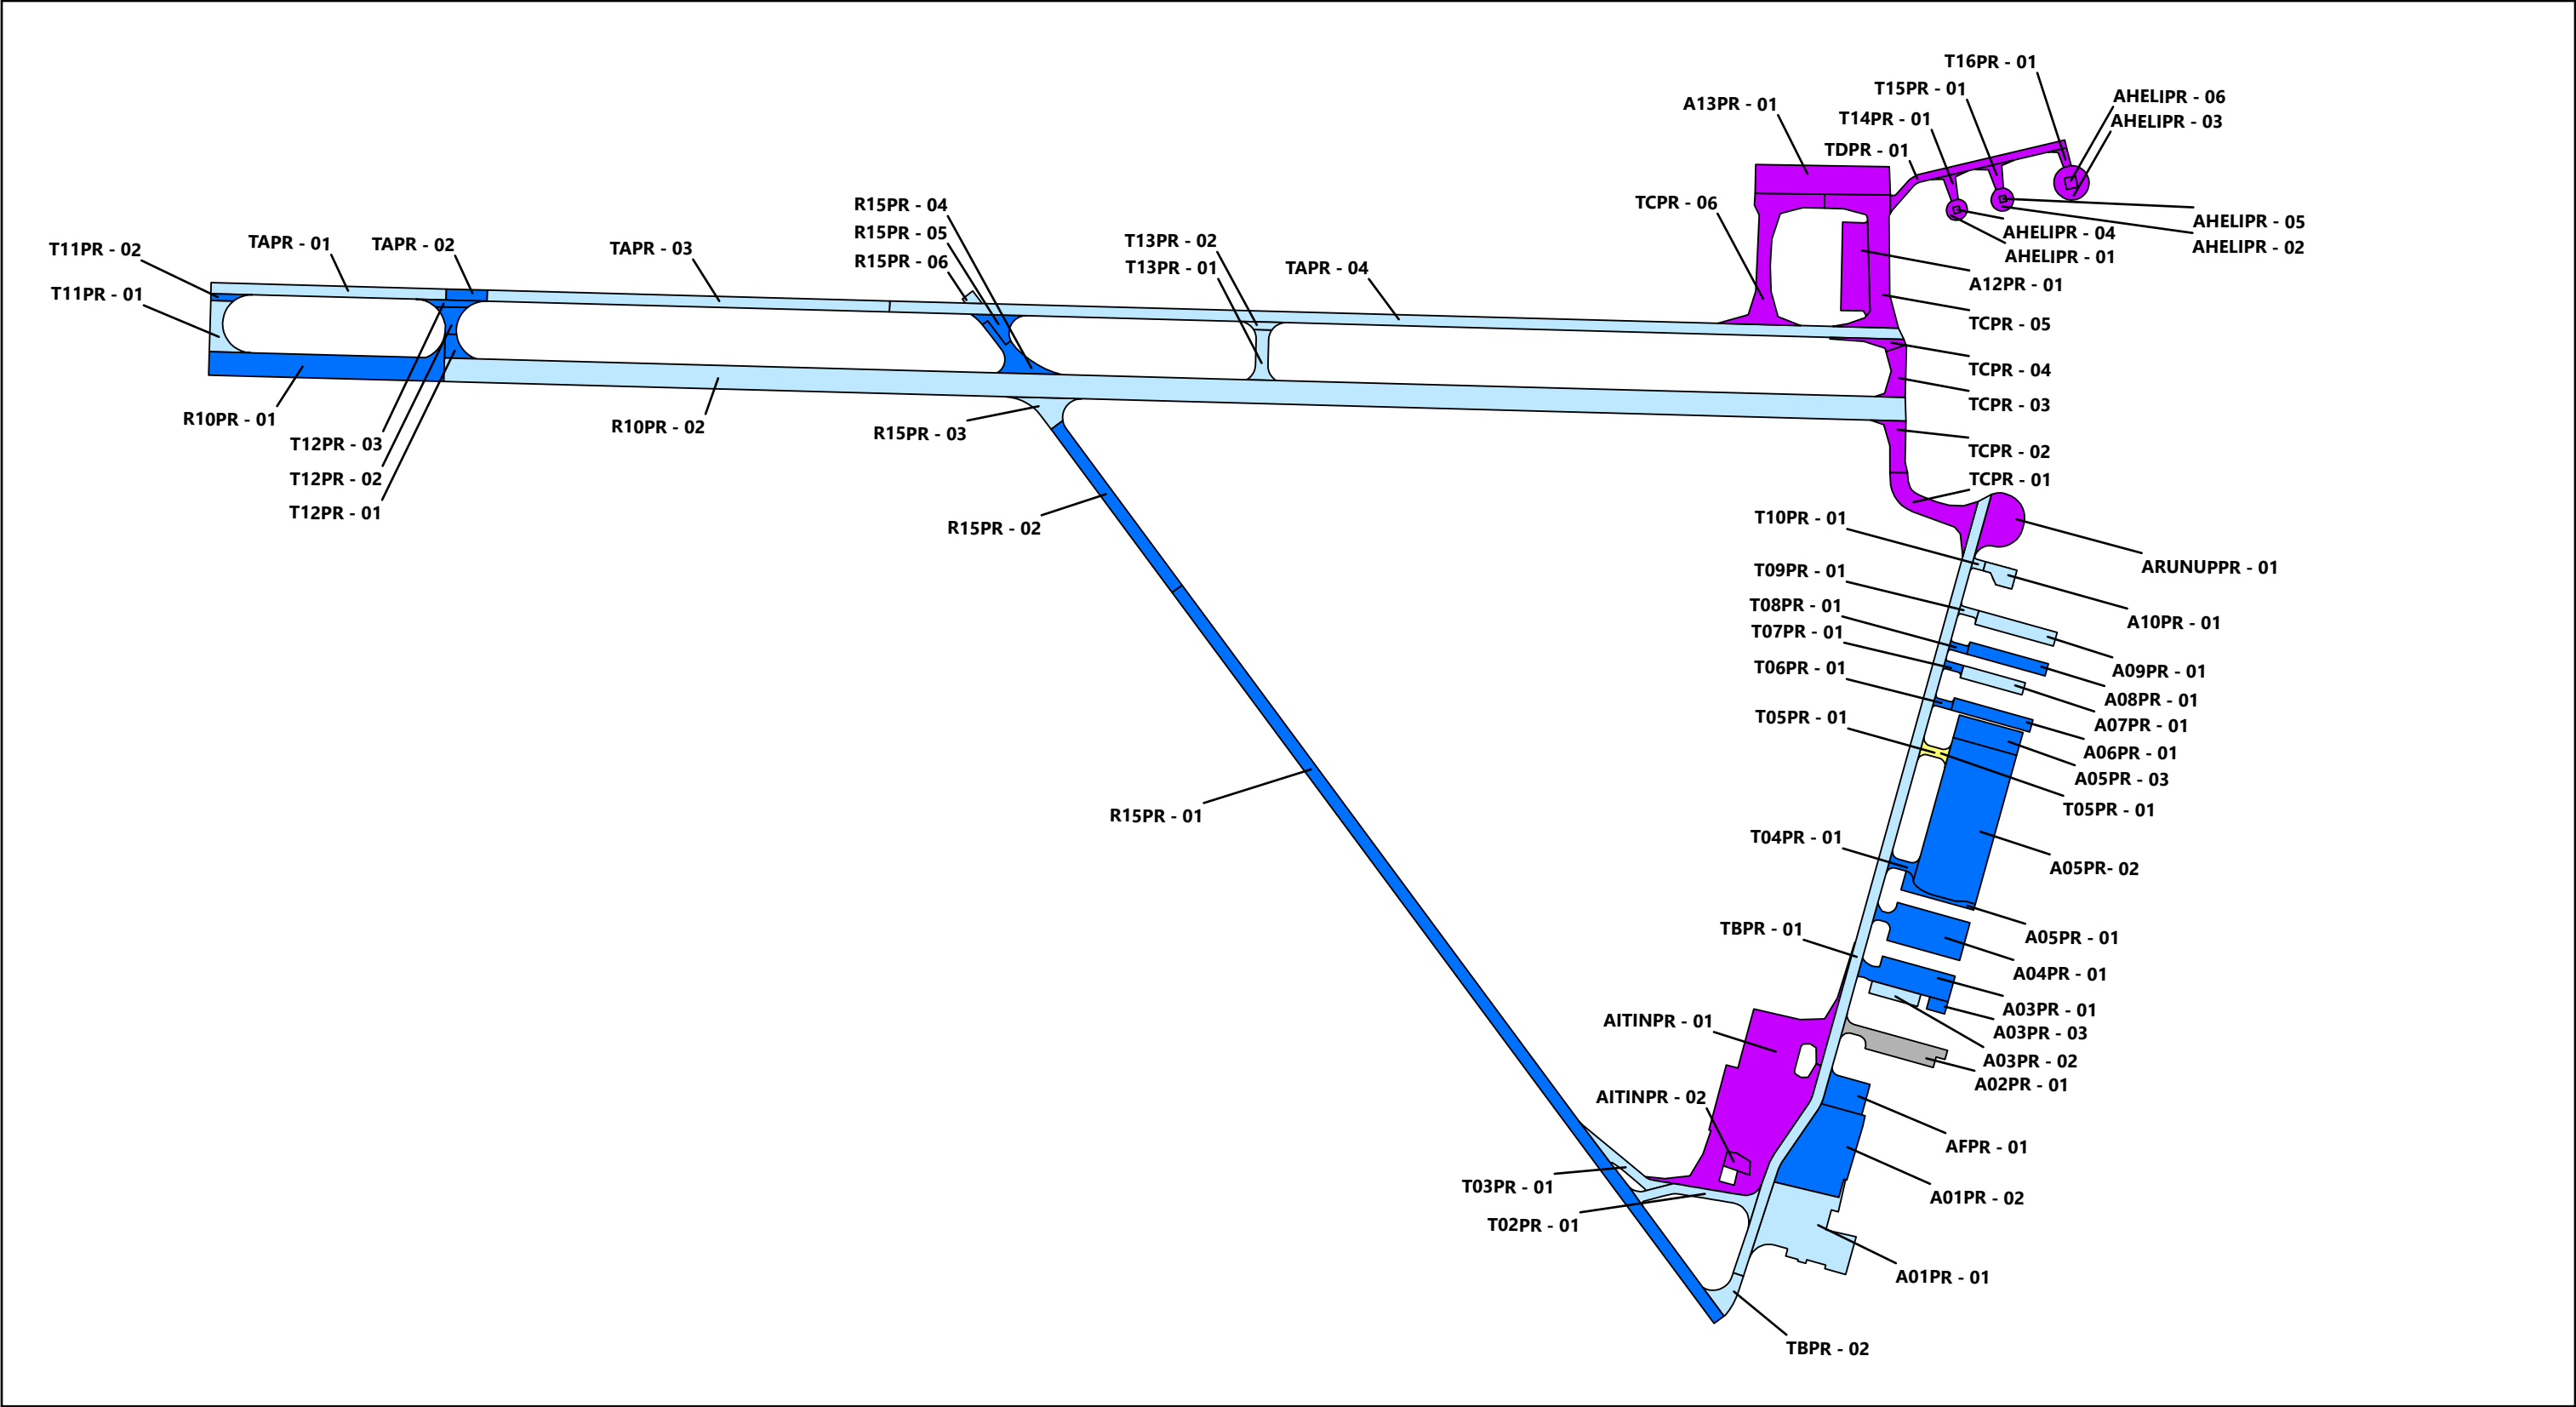 T16PR - 01
T15PR - 01
AHELIPR - 06
A13PR - 01
T14PR - 01
AHELIPR - 03
TDPR - 01
TCPR - 06
R15PR - 04
AHELIPR - 05
R15PR - 05
AHELIPR - 04
AHELIPR - 02
T11PR - 02
TAPR - 01
TAPR - 02
TAPR - 03
R15PR - 06
T13PR - 02
T13PR - 01
TAPR - 04
AHELIPR - 01
A12PR - 01
T11PR - 01
TCPR - 05
TCPR - 04
TCPR - 03
R10PR - 01
R10PR - 02
R15PR - 03
T12PR - 03
TCPR - 02
T12PR - 02
TCPR - 01
T12PR - 01
R15PR - 02
T10PR - 01
ARUNUPPR - 01
T09PR - 01
T08PR - 01
A10PR - 01
T07PR - 01
T06PR - 01
A09PR - 01
A08PR - 01
T05PR - 01
A07PR - 01
A06PR - 01
A05PR - 03
T05PR - 01
R15PR - 01
T04PR - 01
A05PR- 02
TBPR - 01
A05PR - 01
A04PR - 01
A03PR - 01
AITINPR - 01
A03PR - 03
A03PR - 02
A02PR - 01
AITINPR - 02
AFPR - 01
T03PR - 01
A01PR - 02
T02PR - 01
A01PR - 01
TBPR - 02